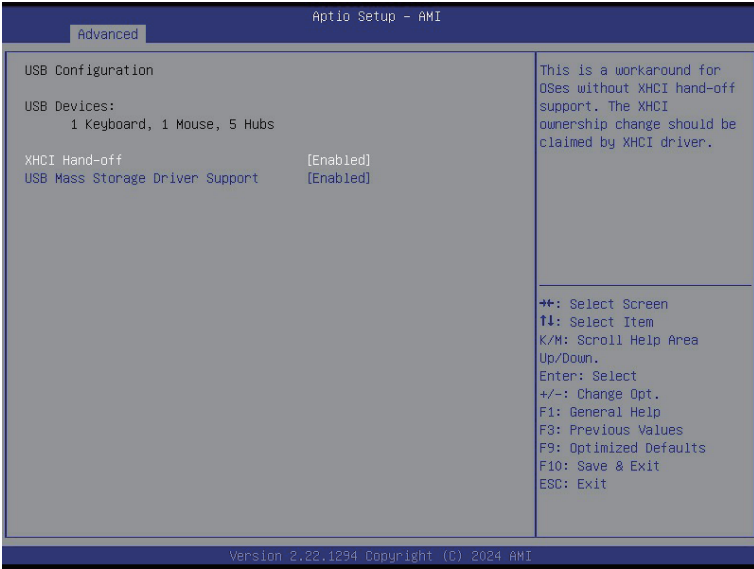 Aptio Setup – AMI
Advanced
USB Configuration
USB Devices:
1 Keyboard, 1 Mouse, 5 Hubs
XHCI Hand-off [Enabled]
USB Mass Storage Driver Support [Enabled]
This is a workaround for
OSes without XHCI hand-off
support. The XHCI
ownership change should be
claimed by XHCI driver.
→←: Select Screen
↑↓: Select Item
K/M: Scroll Help Area
Up/Down.
Enter: Select
+/-: Change Opt.
F1: General Help
F3: Previous Values
F9: Optimized Defaults
F10: Save & Exit
ESC: Exit
Version 2.22.1294 Copyright (C) 2024 AMI